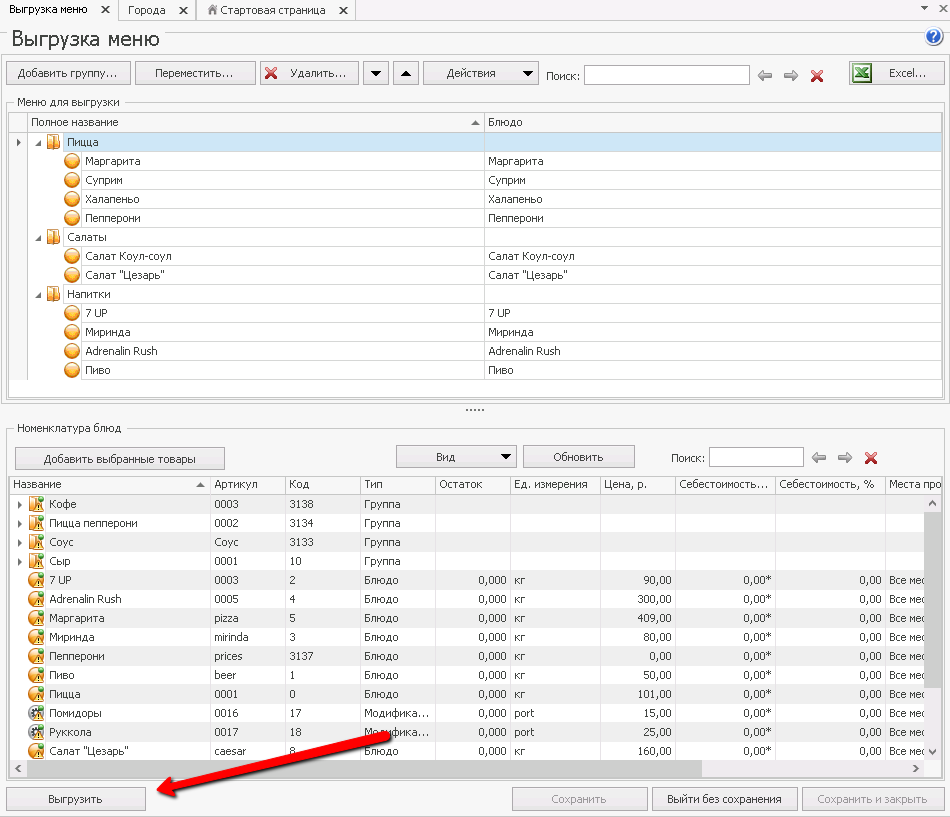 Выгрузка меню Города Стартовая страница
Выгрузка меню
Добавить группу... Переместить... Удалить... Действия Поиск: Excel...
Меню для выгрузки
Полное название Блюдо
Пицца
Маргарита Маргарита
Суприм Суприм
Халапеньо Халапеньо
Пепперони Пепперони
Салаты
Салат Коул-соул Салат Коул-соул
Салат "Цезарь" Салат "Цезарь"
Напитки
7 UP 7 UP
Миринда Миринда
Adrenalin Rush Adrenalin Rush
Пиво Пиво
Номенклатура блюд
Добавить выбранные товары Вид Обновить Поиск:
Название Артикул Код Тип Остаток Ед. измерения Цена, р. Себестоимость... Себестоимость, % Места про
Кофе 0003 3138 Группа
Пицца пепперони 0002 3134 Группа
Соус Соус 3133 Группа
Сыр 0001 10 Группа
7 UP 0003 2 Блюдо 0,000 кг 90,00 0,00* 0,00 Все мес
Adrenalin Rush 0005 4 Блюдо 0,000 кг 300,00 0,00* 0,00 Все мес
Маргарита pizza 5 Блюдо 0,000 кг 409,00 0,00* 0,00 Все мес
Миринда mirinda 3 Блюдо 0,000 кг 80,00 0,00* 0,00 Все мес
Пепперони prices 3137 Блюдо 0,000 кг 0,00 0,00* 0,00 Все мес
Пиво beer 1 Блюдо 0,000 кг 50,00 0,00* 0,00 Все мес
Пицца 0001 0 Блюдо 0,000 кг 101,00 0,00* 0,00 Все мес
Помидоры 0016 17 Модифика... 0,000 port 15,00 0,00* 0,00 Все мес
Руккола 0017 18 Модифика... 0,000 port 25,00 0,00* 0,00 Все мес
Салат "Цезарь" caesar 8 Блюдо 0,000 кг 160,00 0,00* 0,00 Все мес
Выгрузить Сохранить Выйти без сохранения Сохранить и закрыть